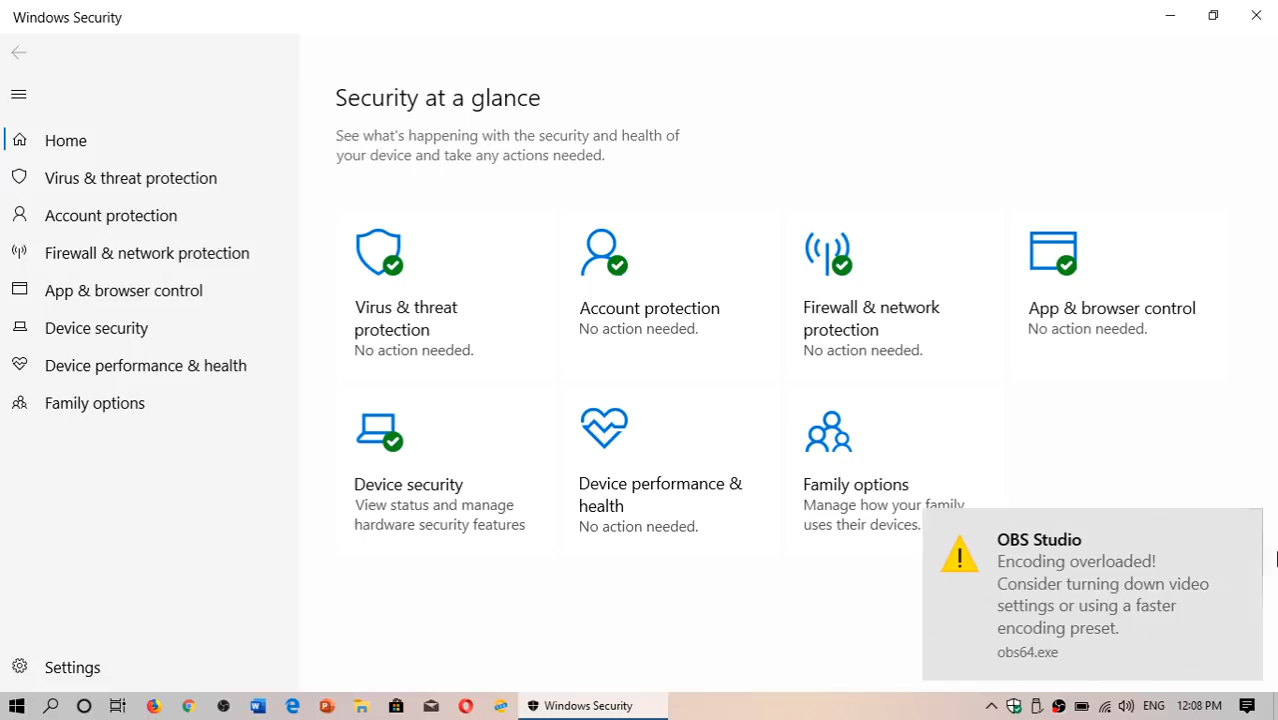 Windows Security
Home
Virus & threat protection
Account protection
Firewall & network protection
App & browser control
Device security
Device performance & health
Family options
Settings
Security at a glance
See what's happening with the security and health of
your device and take any actions needed.
Virus & threat
protection
No action needed.
Account protection
No action needed.
Firewall & network
protection
No action needed.
App & browser control
No action needed.
Device security
View status and manage
hardware security features
Device performance &
health
No action needed.
Family options
Manage how your family
uses their devices.
OBS Studio
Encoding overloaded!
Consider turning down video
settings or using a faster
encoding preset.
obs64.exe
Windows Security
ENG
12:08 PM